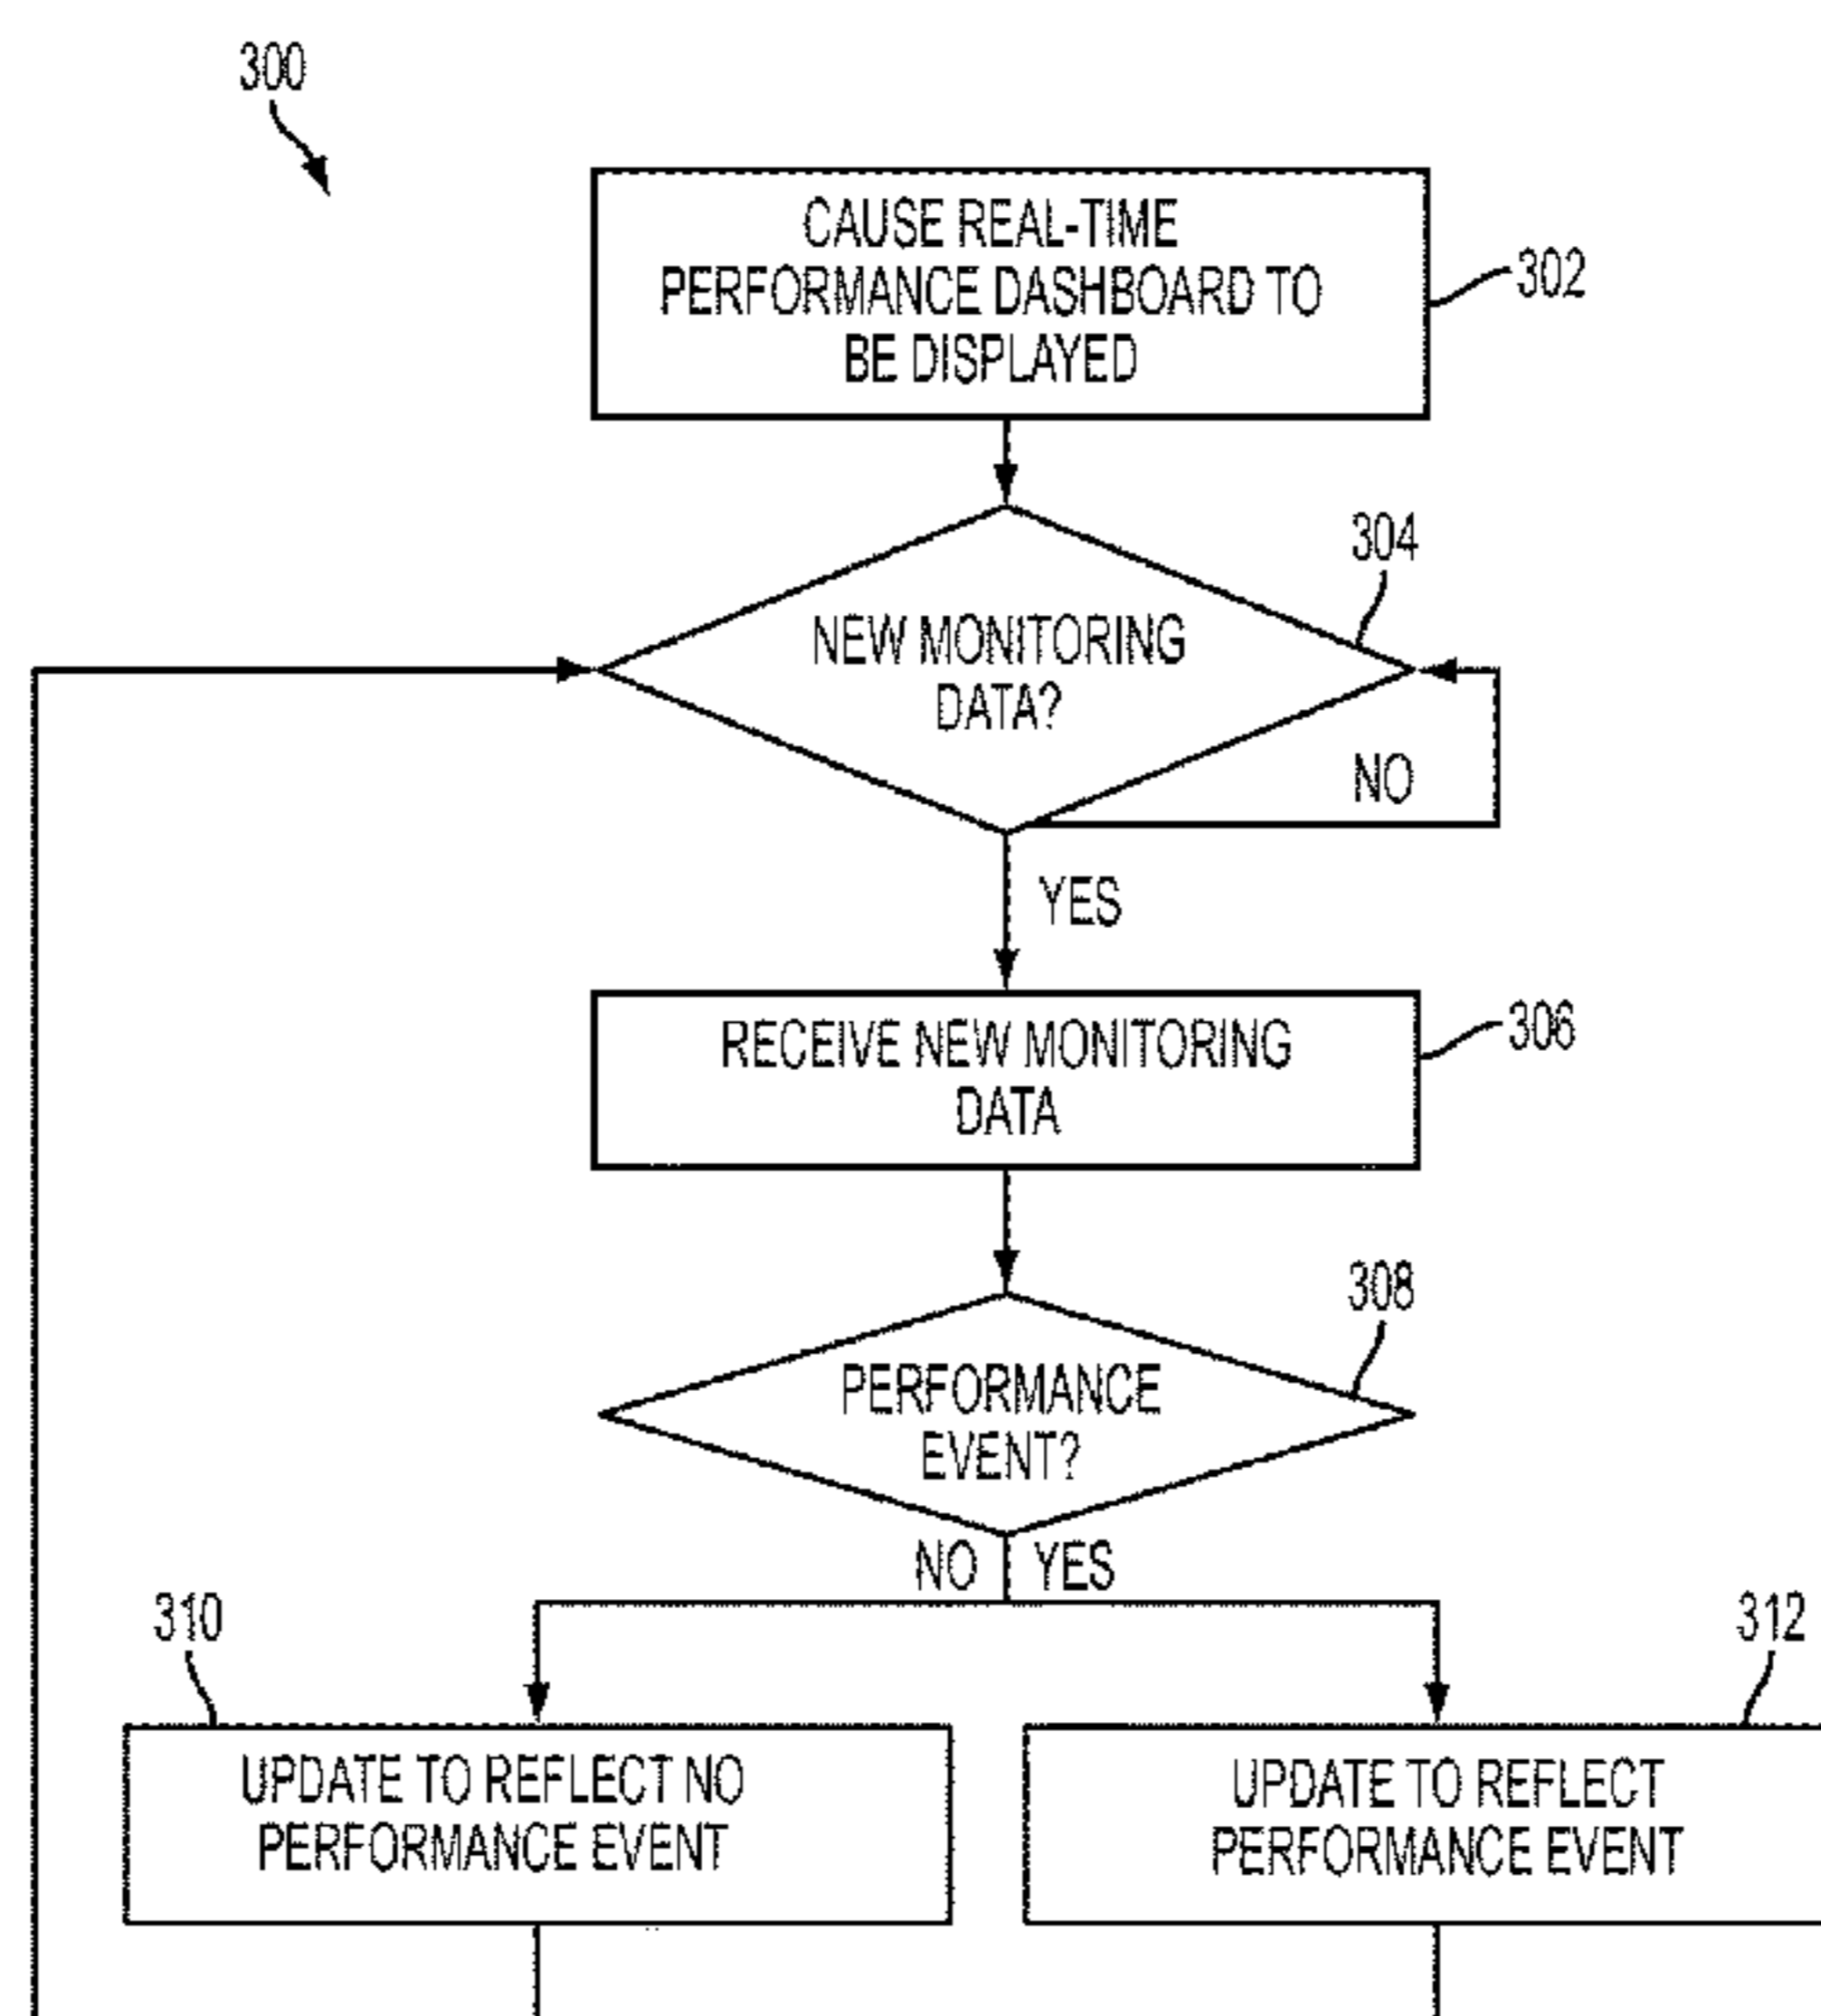 300
CAUSE REAL-TIME
PERFORMANCE DASHBOARD TO
BE DISPLAYED
302
304
NEW MONITORING
DATA?
NO
YES
RECEIVE NEW MONITORING
DATA
306
308
PERFORMANCE
EVENT?
NO YES
310
312
UPDATE TO REFLECT NO
PERFORMANCE EVENT
UPDATE TO REFLECT
PERFORMANCE EVENT